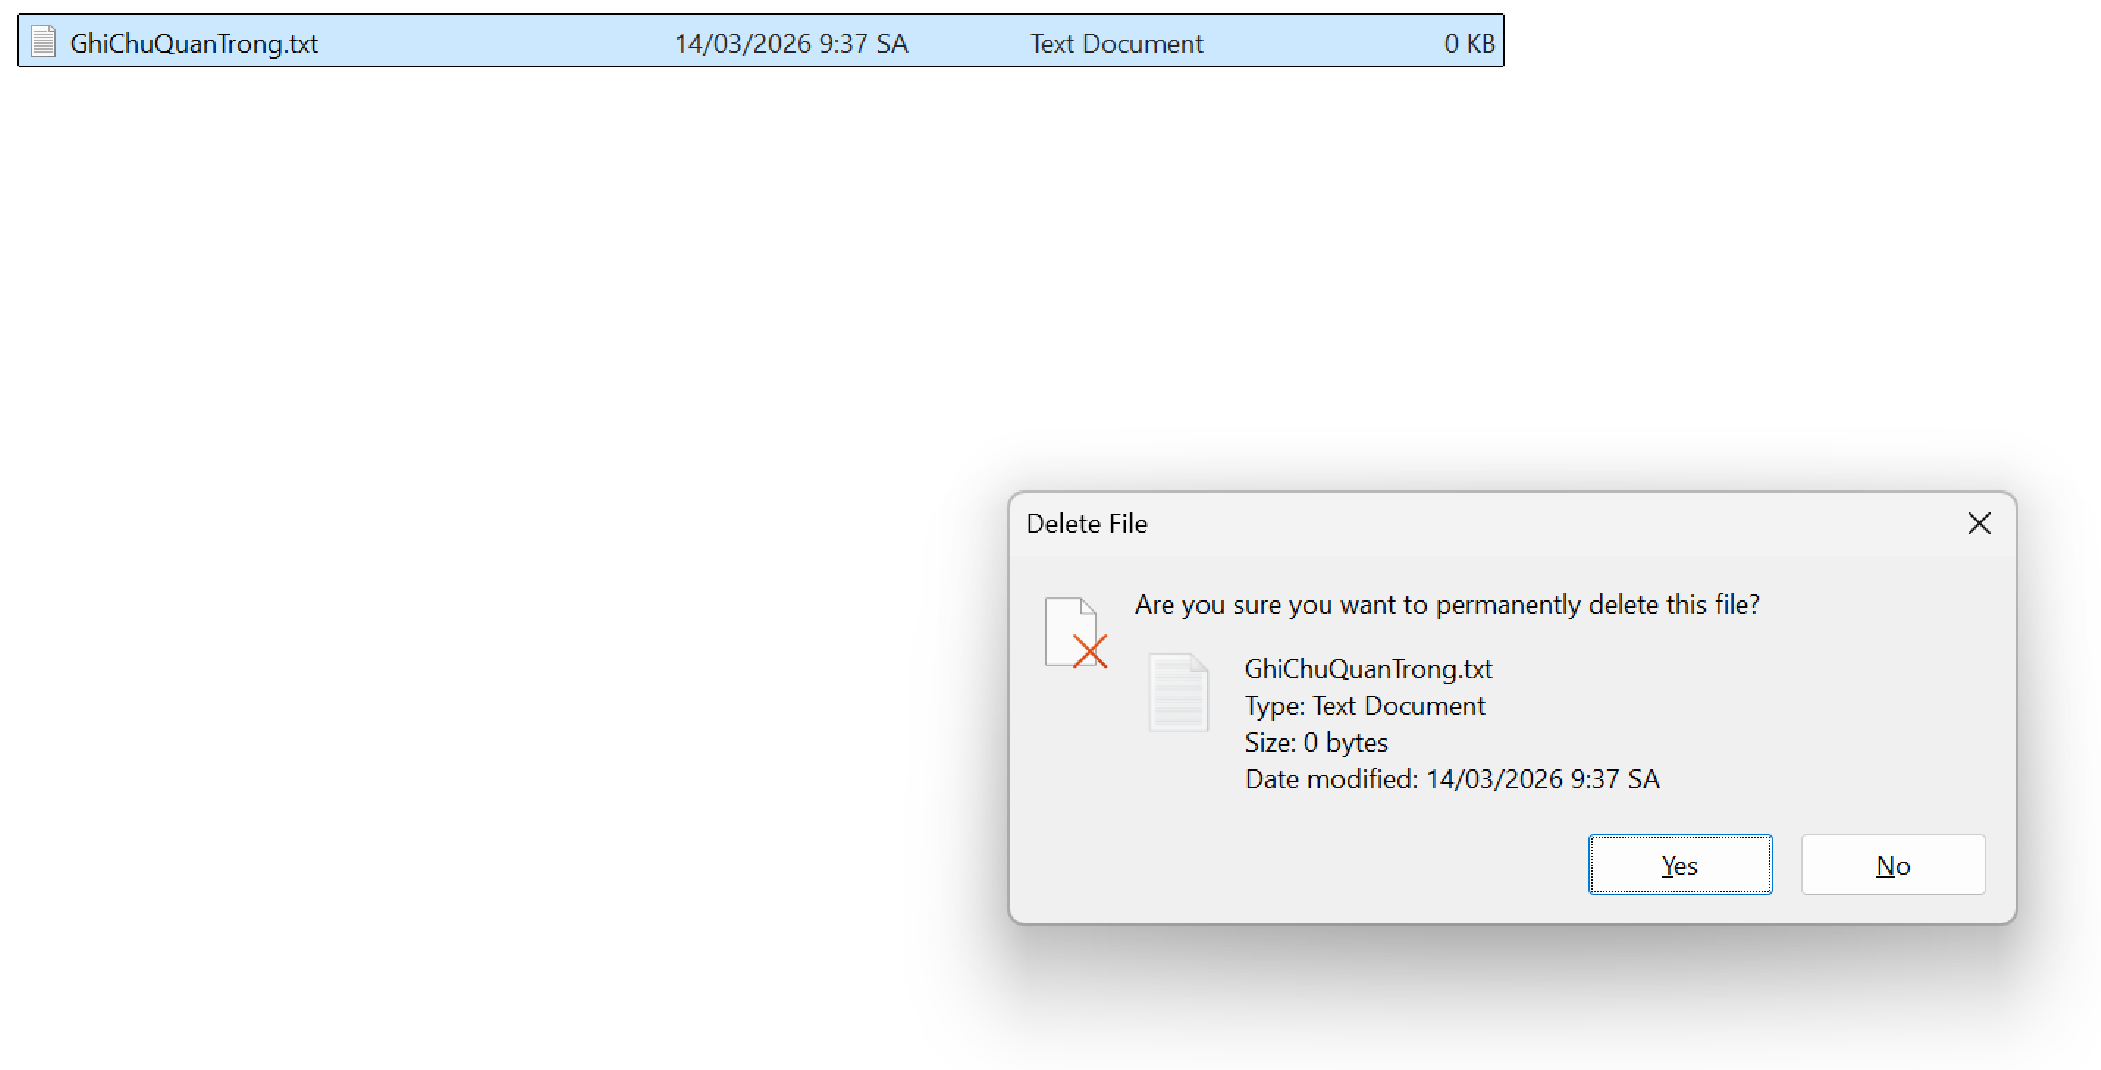 GhiChuQuanTrong.txt 14/03/2026 9:37 SA Text Document 0 KB
Delete File
Are you sure you want to permanently delete this file?
GhiChuQuanTrong.txt
Type: Text Document
Size: 0 bytes
Date modified: 14/03/2026 9:37 SA
Yes No